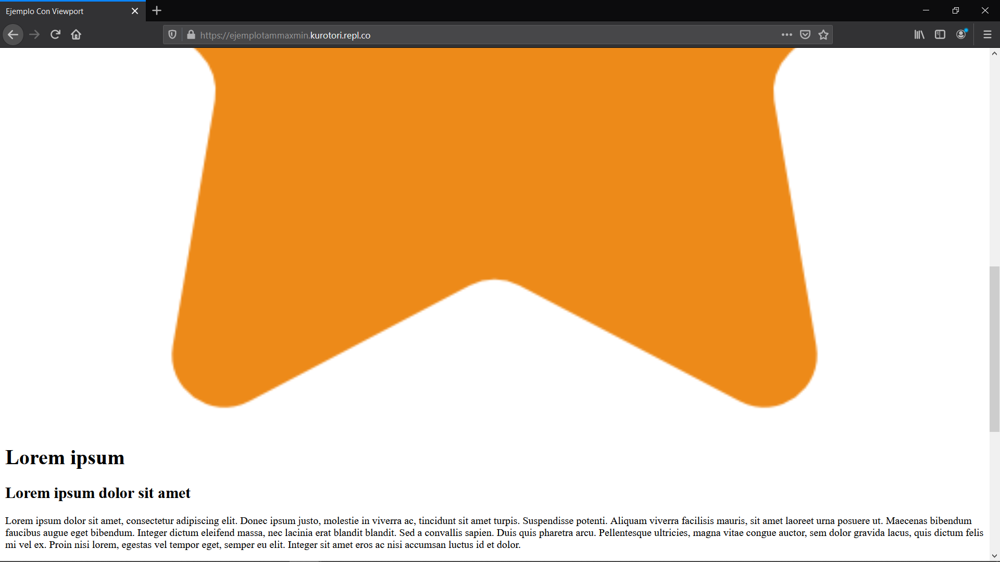 Ejemplo Con Viewport
https://ejemplotammaxmin.kurotori.repl.co
Lorem ipsum
Lorem ipsum dolor sit amet
Lorem ipsum dolor sit amet, consectetur adipiscing elit. Donec ipsum justo, molestie in viverra ac, tincidunt sit amet turpis. Suspendisse potenti. Aliquam viverra facilisis mauris, sit amet laoreet urna posuere ut. Maecenas bibendum
faucibus augue eget bibendum. Integer dictum eleifend massa, nec lacinia erat blandit blandit. Sed a convallis sapien. Duis quis pharetra arcu. Pellentesque ultricies, magna vitae congue auctor, sem dolor gravida lacus, quis dictum felis
mi vel ex. Proin nisi lorem, egestas vel tempor eget, semper eu elit. Integer sit amet eros ac nisi accumsan luctus id et dolor.